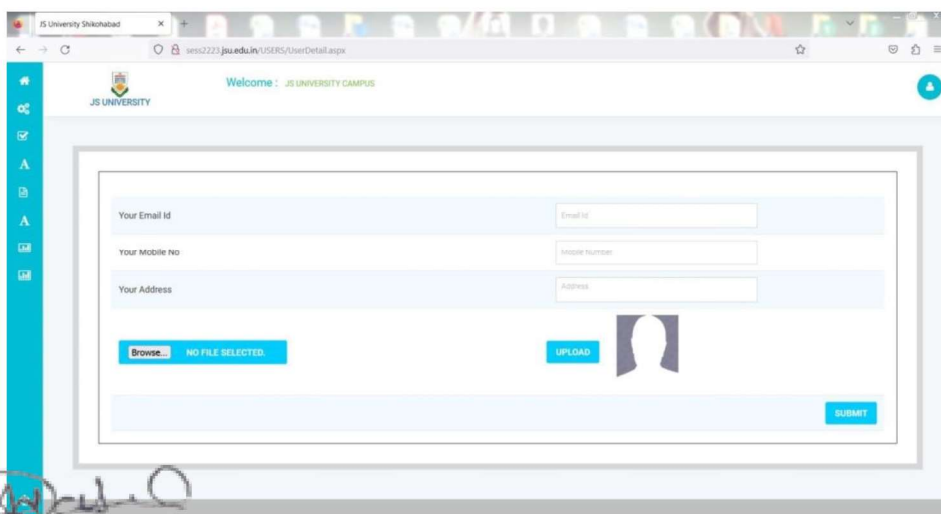 JS University Shikohabad
sess2223.jsu.edu.in/USERS/UserDetail.aspx
JS UNIVERSITY
Welcome : JS UNIVERSITY CAMPUS
A
A
Your Email Id
Email Id
Your Mobile No
Mobile Number
Your Address
Address
Browse... NO FILE SELECTED.
UPLOAD
SUBMIT